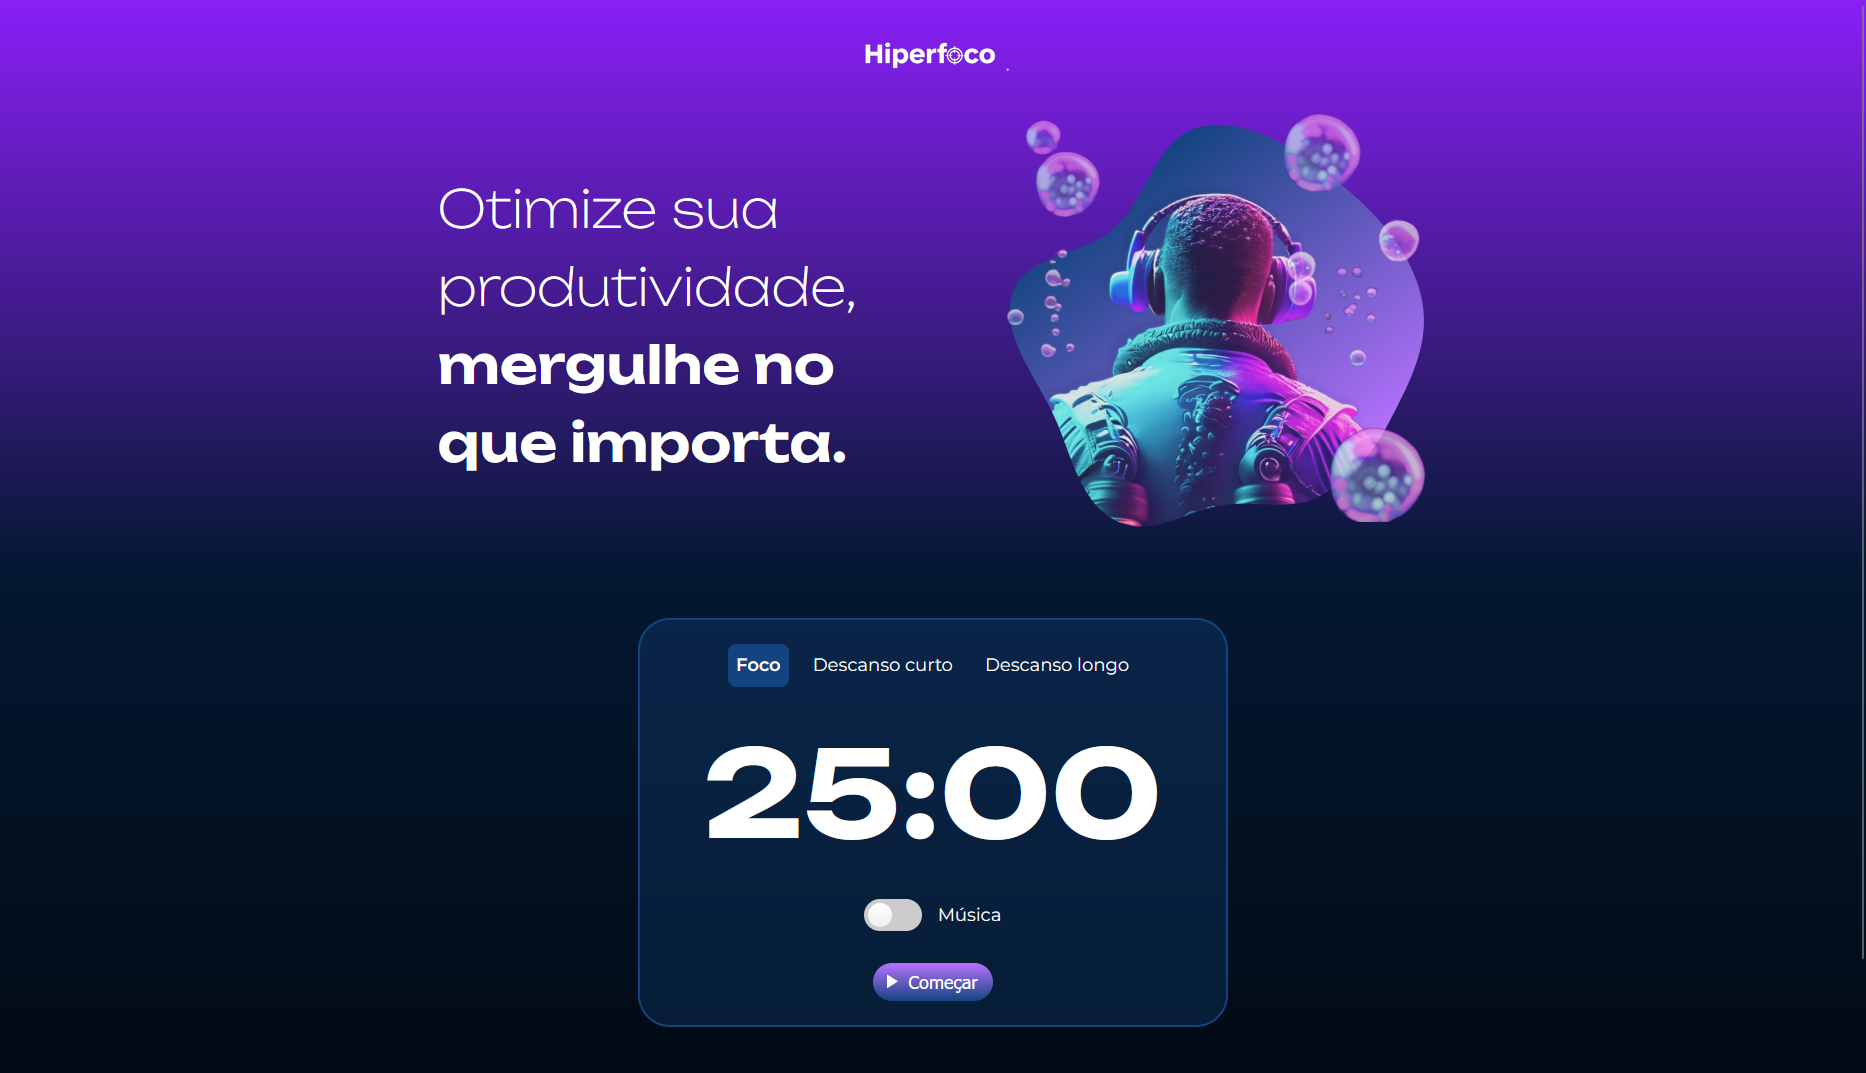 Hiperfoco
Otimize sua
produtividade,
mergulhe no
que importa.
Foco
Descanso curto
Descanso longo
25:00
Música
Começar